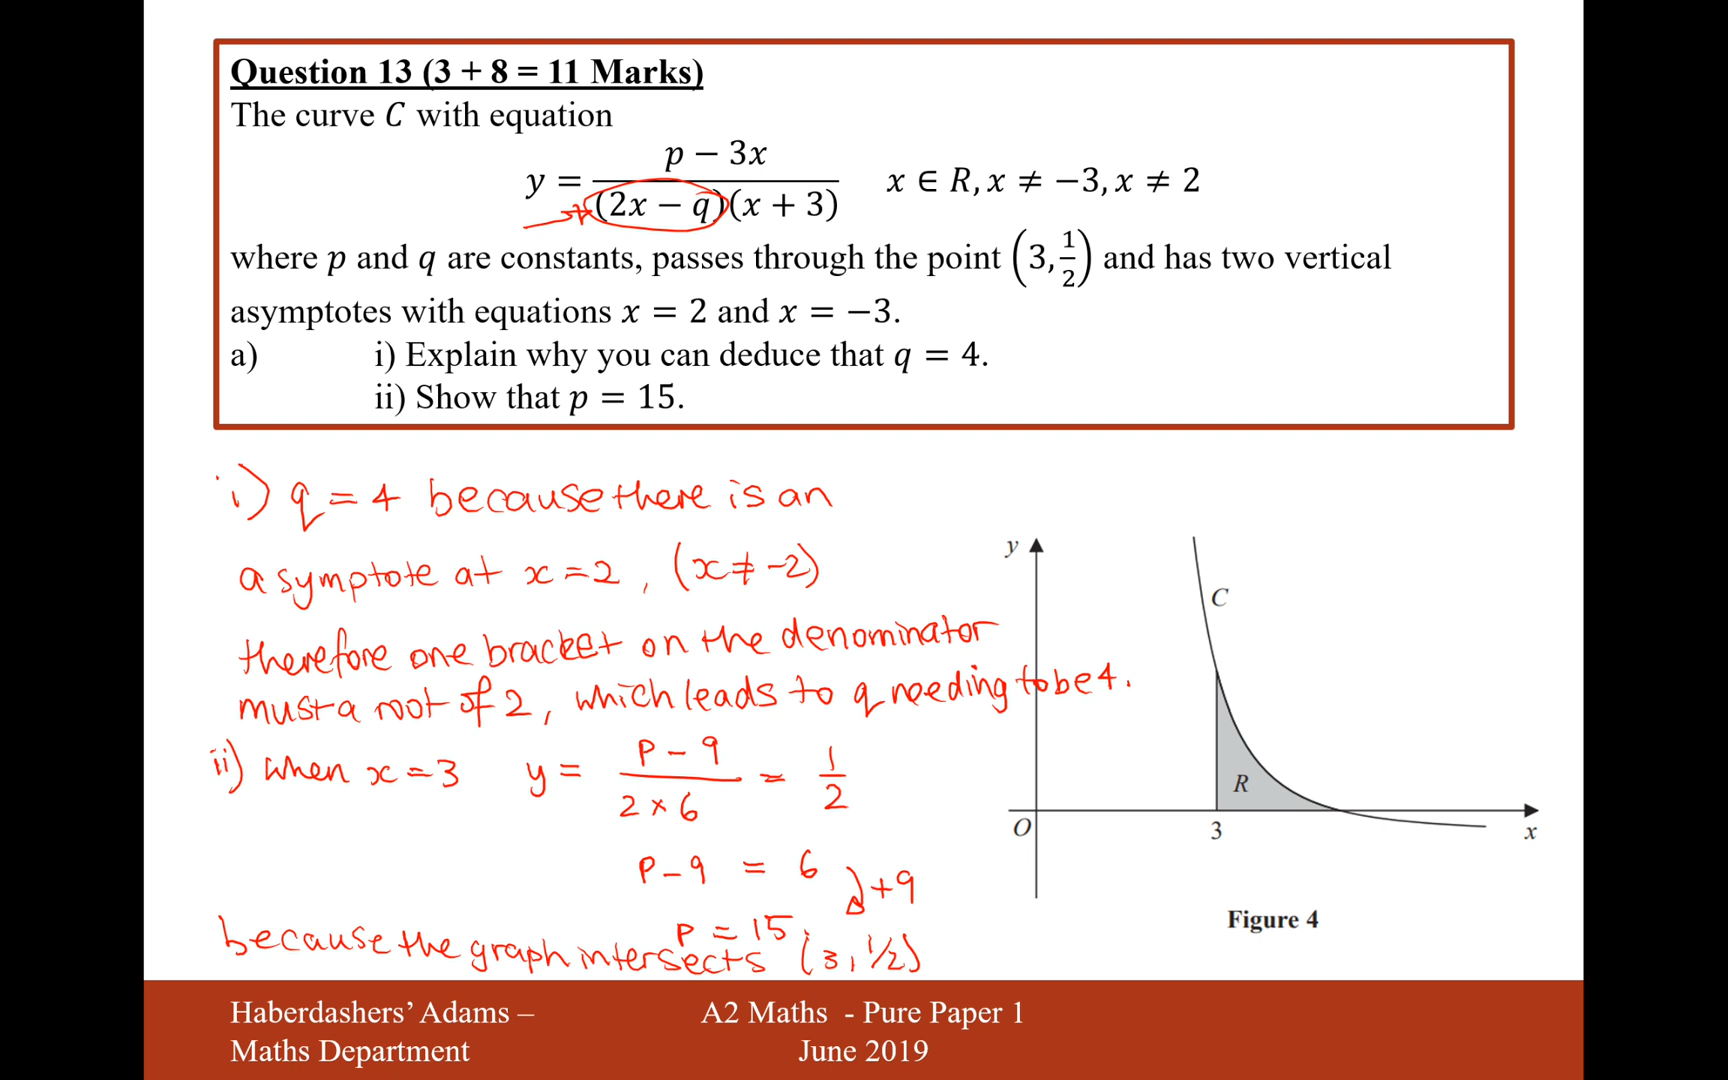 Question 13 (3 + 8 = 11 Marks)
The curve C with equation
y = (p − 3x) / ((2x − q)(x + 3))    x ∈ R, x ≠ −3, x ≠ 2
where p and q are constants, passes through the point (3, 1/2) and has two vertical
asymptotes with equations x = 2 and x = −3.
a) i) Explain why you can deduce that q = 4.
ii) Show that p = 15.
i) q = 4 because there is an
asymptote at x = 2, (x ≠ -2)
therefore one bracket on the denominator
must a root of 2, which leads to q needing to be 4.
ii) when x = 3 y = (p - 9) / (2 × 6) = 1/2
p - 9 = 6
+9
p = 15.
because the graph intersects (3, 1/2)
y
C
R
O
3
x
Figure 4
Haberdashers' Adams –
Maths Department
A2 Maths - Pure Paper 1
June 2019